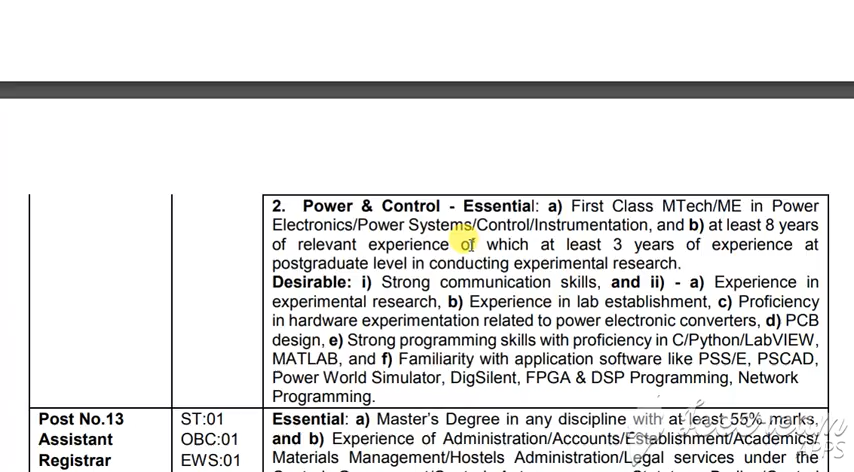 2. Power & Control - Essential: a) First Class MTech/ME in Power
Electronics/Power Systems/Control/Instrumentation, and b) at least 8 years
of relevant experience of which at least 3 years of experience at
postgraduate level in conducting experimental research.
Desirable: i) Strong communication skills, and ii) - a) Experience in
experimental research, b) Experience in lab establishment, c) Proficiency
in hardware experimentation related to power electronic converters, d) PCB
design, e) Strong programming skills with proficiency in C/Python/LabVIEW,
MATLAB, and f) Familiarity with application software like PSS/E, PSCAD,
Power World Simulator, DigSilent, FPGA & DSP Programming, Network
Programming.
Post No.13
Assistant
Registrar
ST:01
OBC:01
EWS:01
Essential: a) Master's Degree in any discipline with at least 55% marks,
and b) Experience of Administration/Accounts/Establishment/Academics/
Materials Management/Hostels Administration/Legal services under the